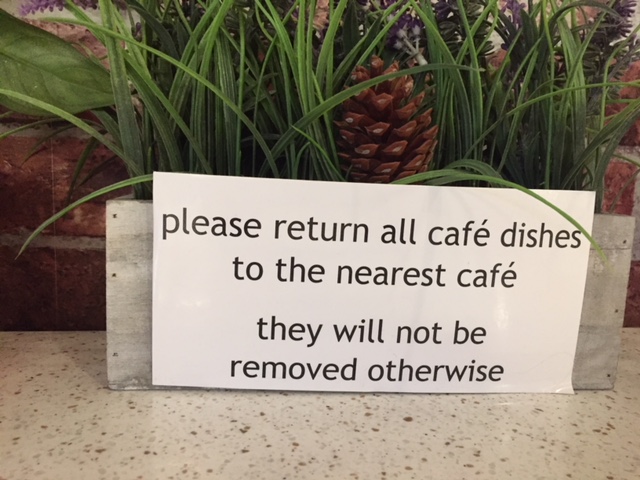 please return all café dishes
to the nearest café
they will not be
removed otherwise